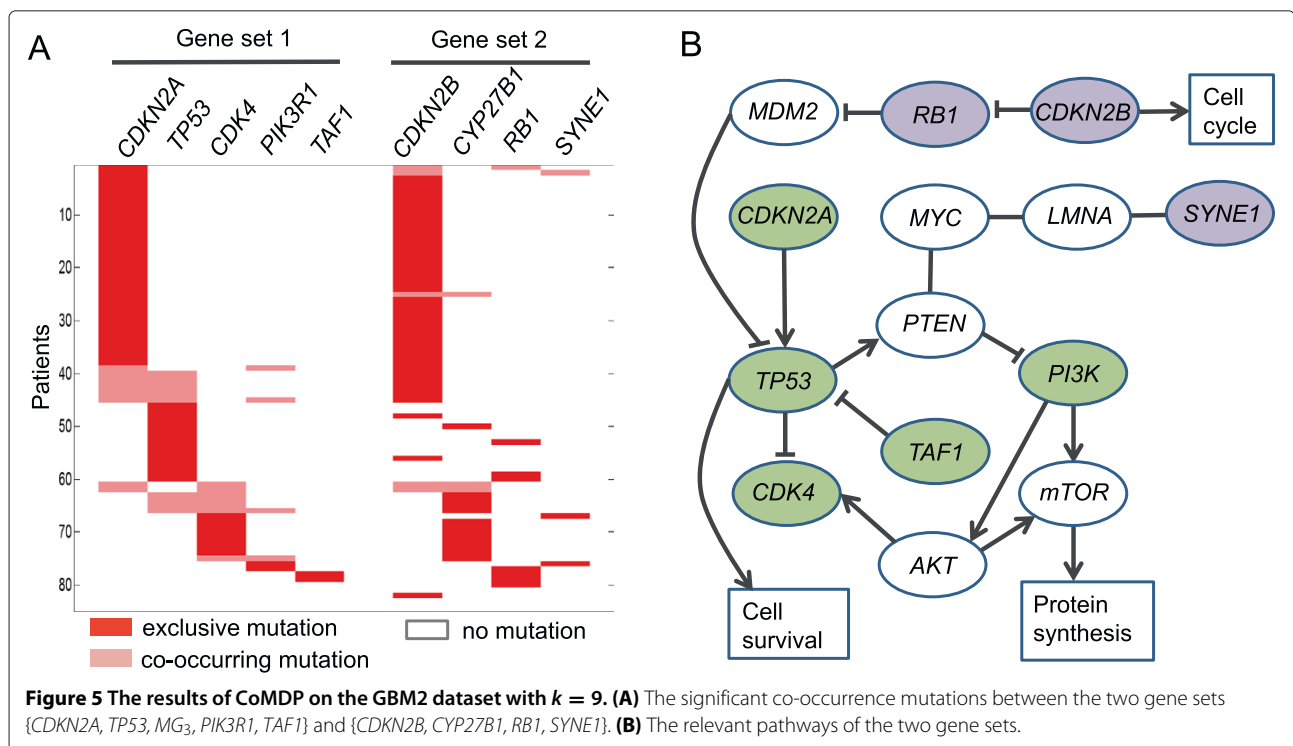 A
Gene set 1
Gene set 2
CDKN2A
TP53
CDK4
PIK3R1
TAF1
CDKN2B
CYP27B1
RB1
SYNE1
Patients
10
20
30
40
50
60
70
80
exclusive mutation
no mutation
co-occurring mutation
B
MDM2
RB1
CDKN2B
Cell
cycle
CDKN2A
MYC
LMNA
SYNE1
PTEN
TP53
PI3K
TAF1
CDK4
mTOR
AKT
Cell
survival
Protein
synthesis
Figure 5 The results of CoMDP on the GBM2 dataset with k = 9. (A) The significant co-occurrence mutations between the two gene sets
{CDKN2A, TP53, MG₃, PIK3R1, TAF1} and {CDKN2B, CYP27B1, RB1, SYNE1}. (B) The relevant pathways of the two gene sets.